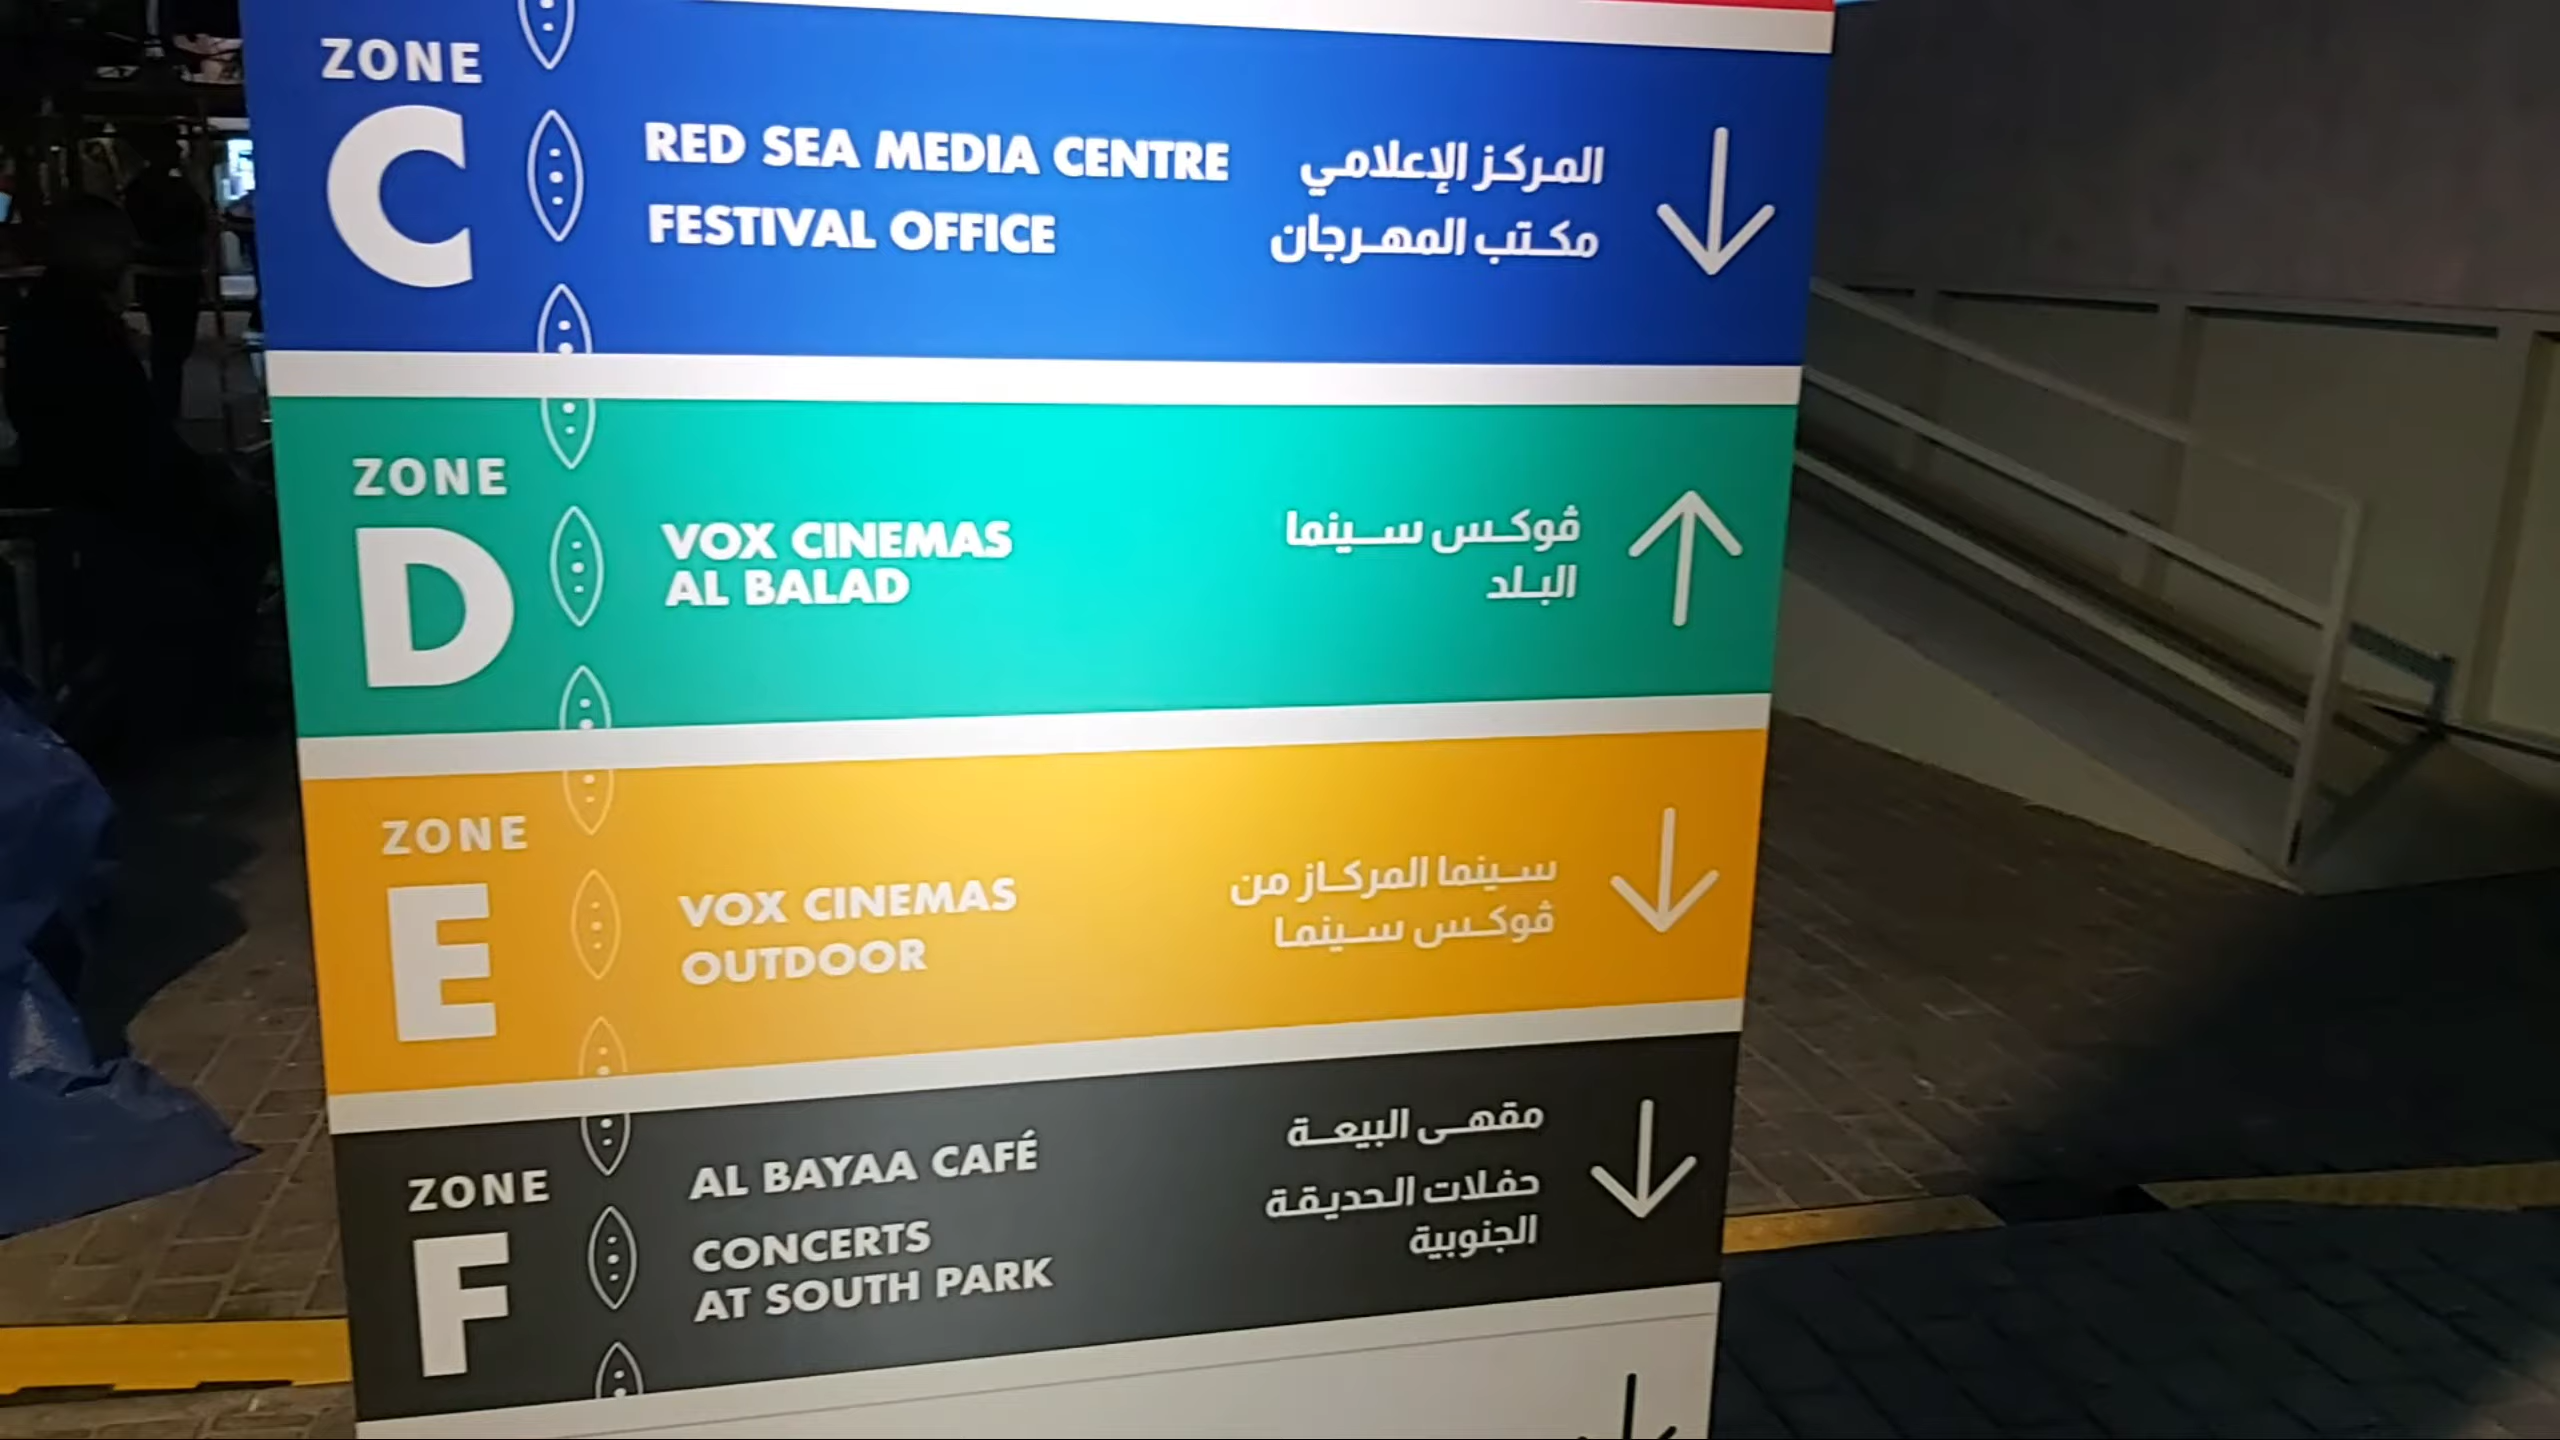 ZONE
C
RED SEA MEDIA CENTRE
FESTIVAL OFFICE
المركز الإعلامي
مكتب المهرجان
ZONE
D
VOX CINEMAS
AL BALAD
ڤوكس سينما
البلد
ZONE
E
VOX CINEMAS
OUTDOOR
سينما المركاز من
ڤوكس سينما
ZONE
F
AL BAYAA CAFÉ
CONCERTS
AT SOUTH PARK
مقهى البيعة
حفلات الحديقة
الجنوبية